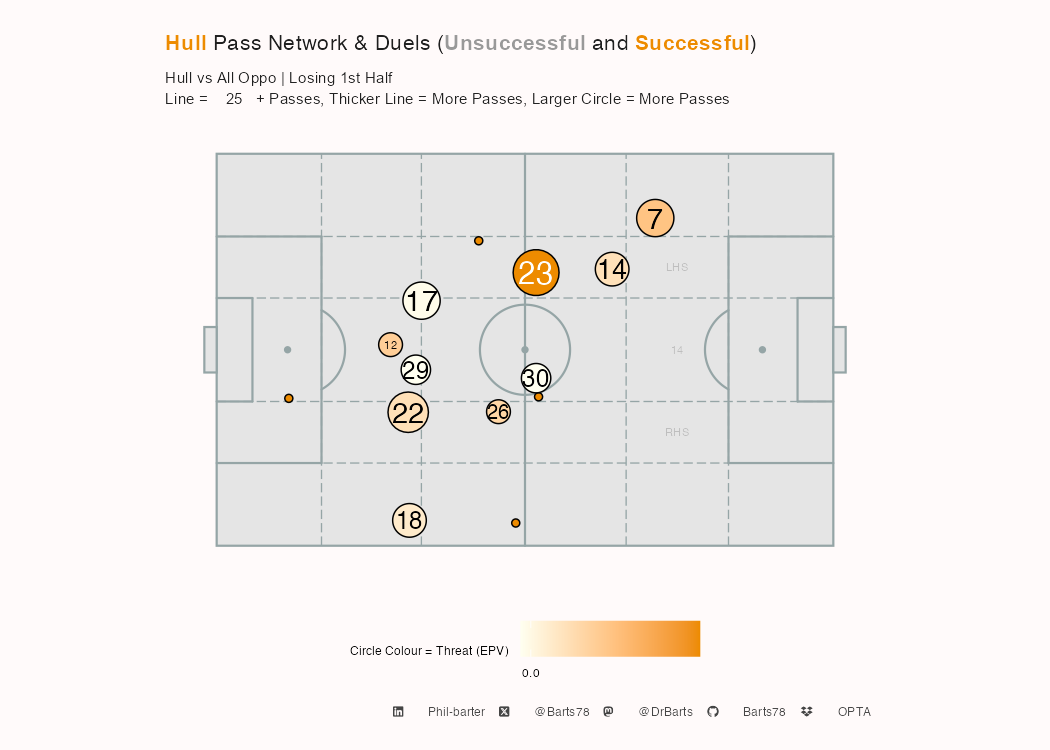 Hull Pass Network & Duels (Unsuccessful and Successful)
Hull vs All Oppo | Losing 1st Half
Line = 25 + Passes, Thicker Line = More Passes, Larger Circle = More Passes
7
23
14
LHS
17
12
14
29
30
22
26
RHS
18
Circle Colour = Threat (EPV)
0.0
Phil-barter @Barts78 @DrBarts Barts78 OPTA